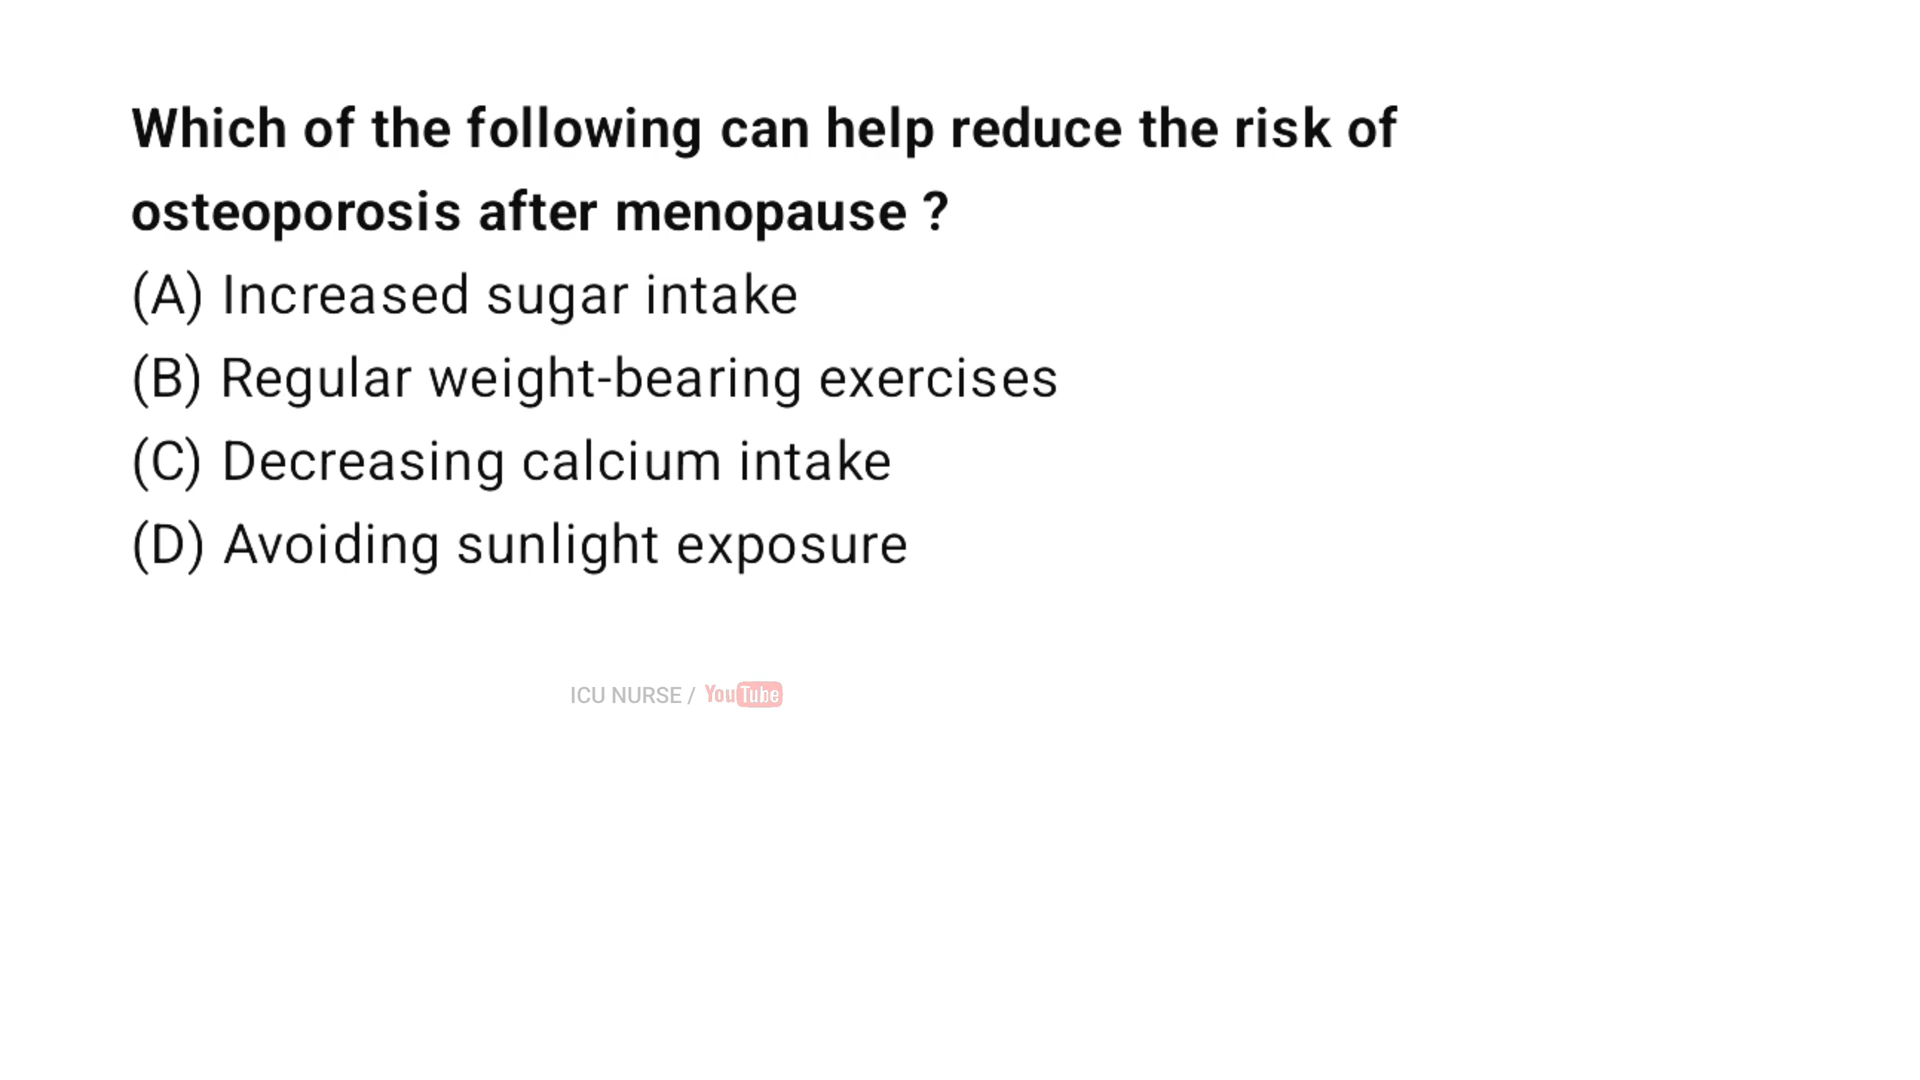 Which of the following can help reduce the risk of
osteoporosis after menopause ?
(A) Increased sugar intake
(B) Regular weight-bearing exercises
(C) Decreasing calcium intake
(D) Avoiding sunlight exposure
ICU NURSE / YouTube